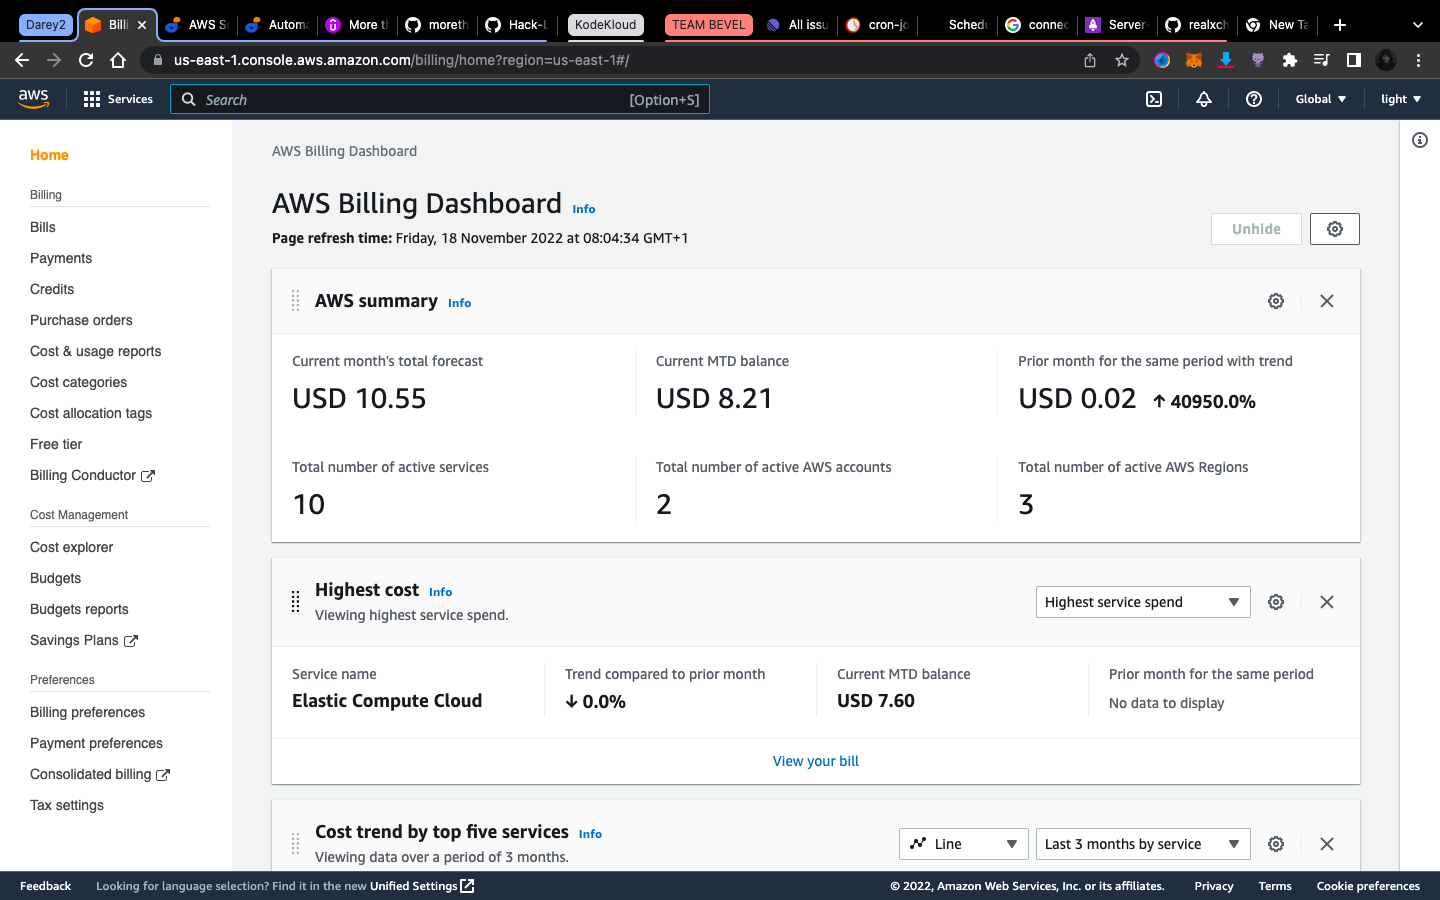 Darey2
Billi
AWS S
Autom
More t
moreth
Hack-L
KodeKloud
TEAM BEVEL
All issu
cron-jo
Schedu
connec
Server-
realxch
New Ta
us-east-1.console.aws.amazon.com/billing/home?region=us-east-1#/
aws
Services
Search
[Option+S]
Global
light
Home
Billing
Bills
Payments
Credits
Purchase orders
Cost & usage reports
Cost categories
Cost allocation tags
Free tier
Billing Conductor
Cost Management
Cost explorer
Budgets
Budgets reports
Savings Plans
Preferences
Billing preferences
Payment preferences
Consolidated billing
Tax settings
AWS Billing Dashboard
AWS Billing Dashboard Info
Page refresh time: Friday, 18 November 2022 at 08:04:34 GMT+1
Unhide
AWS summary Info
Current month's total forecast
USD 10.55
Current MTD balance
USD 8.21
Prior month for the same period with trend
USD 0.02 ↑ 40950.0%
Total number of active services
10
Total number of active AWS accounts
2
Total number of active AWS Regions
3
Highest cost Info
Viewing highest service spend.
Highest service spend
Service name
Elastic Compute Cloud
Trend compared to prior month
↓ 0.0%
Current MTD balance
USD 7.60
Prior month for the same period
No data to display
View your bill
Cost trend by top five services Info
Viewing data over a period of 3 months.
Line
Last 3 months by service
Feedback
Looking for language selection? Find it in the new Unified Settings
© 2022, Amazon Web Services, Inc. or its affiliates.
Privacy
Terms
Cookie preferences